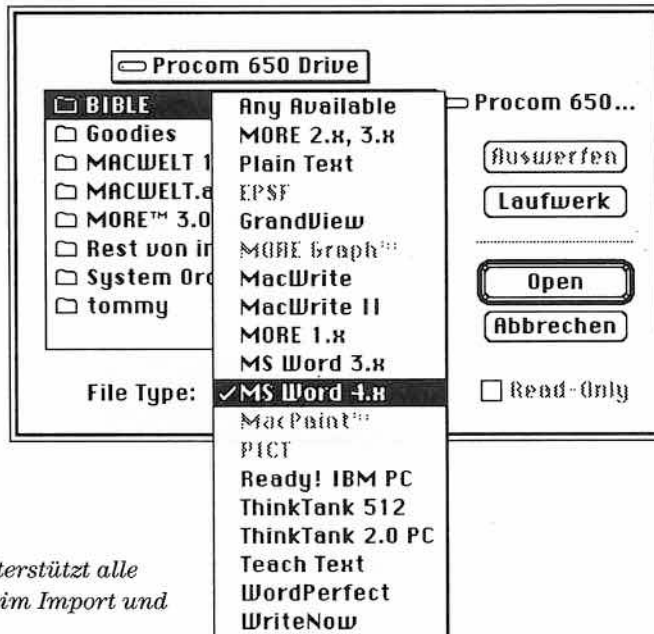 Procom 650 Drive
BIBLE
Goodies
MACWELT 1
MACWELT.a
MORE™ 3.0
Rest von in
System Ord
tommy
File Type:
Any Available
MORE 2.x, 3.x
Plain Text
EPSF
GrandView
MORE Graph™
MacWrite
MacWrite II
MORE 1.x
MS Word 3.x
✓MS Word 4.x
MacPaint™
PICT
Ready! IBM PC
ThinkTank 512
ThinkTank 2.0 PC
Teach Text
WordPerfect
WriteNow
Procom 650...
Auswerfen
Laufwerk
Open
Abbrechen
Read-Only
terstützt alle
im Import und